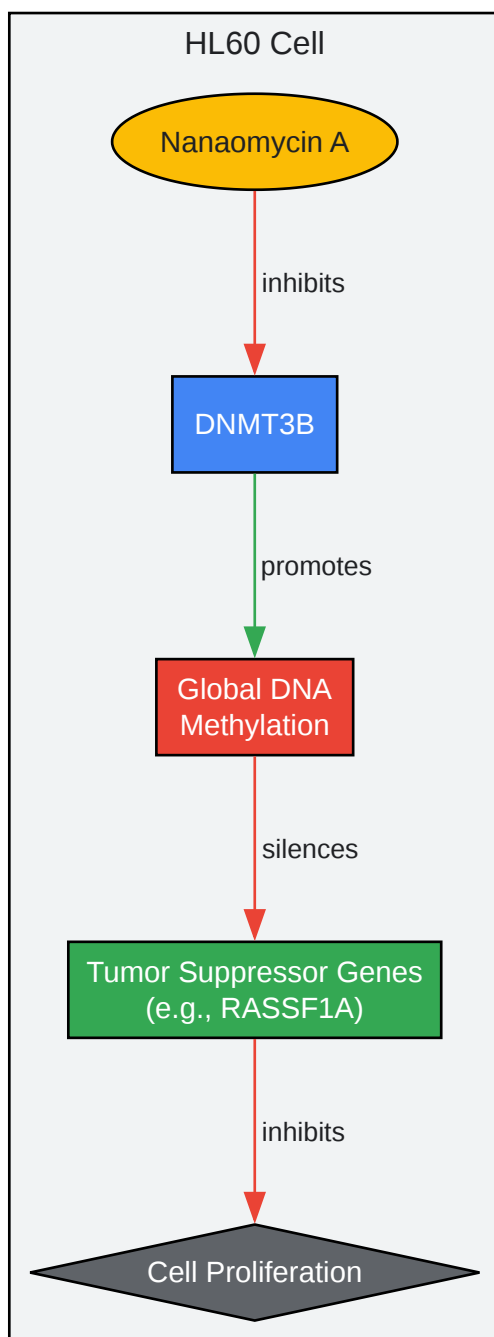 HL60 Cell
Nanaomycin A
inhibits
DNMT3B
promotes
Global DNA
Methylation
silences
Tumor Suppressor Genes
(e.g., RASSF1A)
inhibits
Cell Proliferation